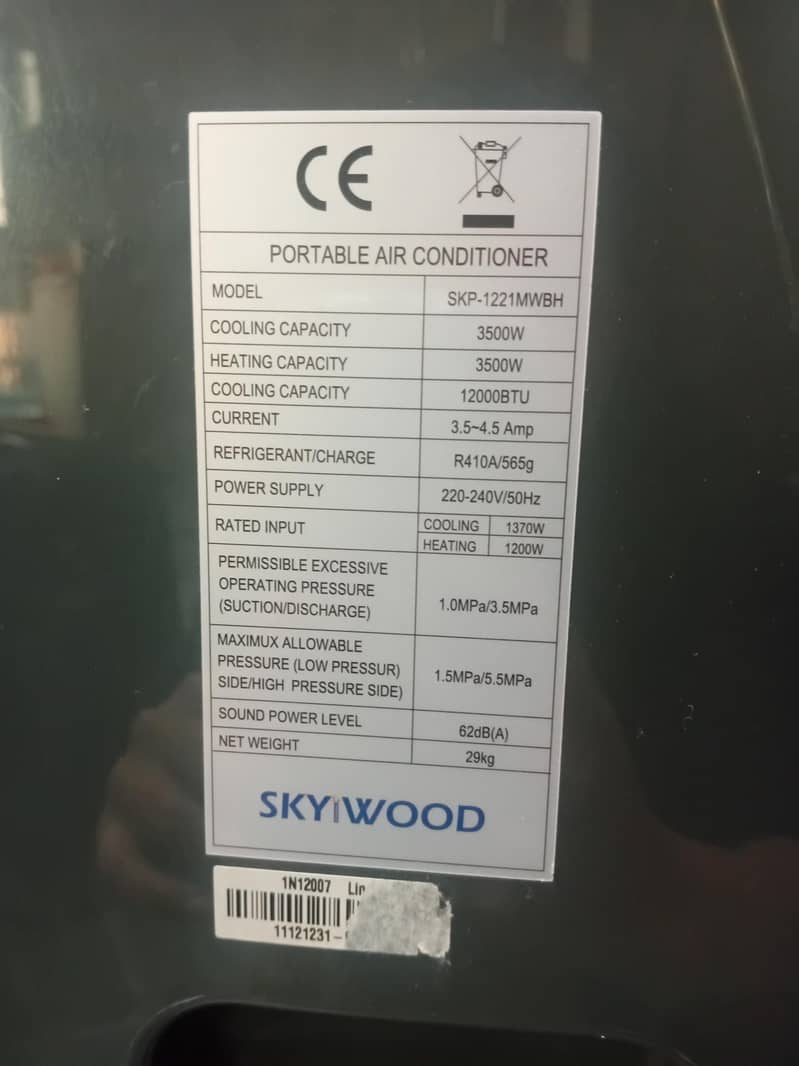 CE
PORTABLE AIR CONDITIONER
MODEL SKP-1221MWBH
COOLING CAPACITY 3500W
HEATING CAPACITY 3500W
COOLING CAPACITY 12000BTU
CURRENT 3.5~4.5 Amp
REFRIGERANT/CHARGE R410A/565g
POWER SUPPLY 220-240V/50Hz
RATED INPUT COOLING 1370W
HEATING 1200W
PERMISSIBLE EXCESSIVE
OPERATING PRESSURE
(SUCTION/DISCHARGE) 1.0MPa/3.5MPa
MAXIMUX ALLOWABLE
PRESSURE (LOW PRESSUR)
SIDE/HIGH PRESSURE SIDE) 1.5MPa/5.5MPa
SOUND POWER LEVEL 62dB(A)
NET WEIGHT 29kg
SKYiWOOD
1N12007
11121231-